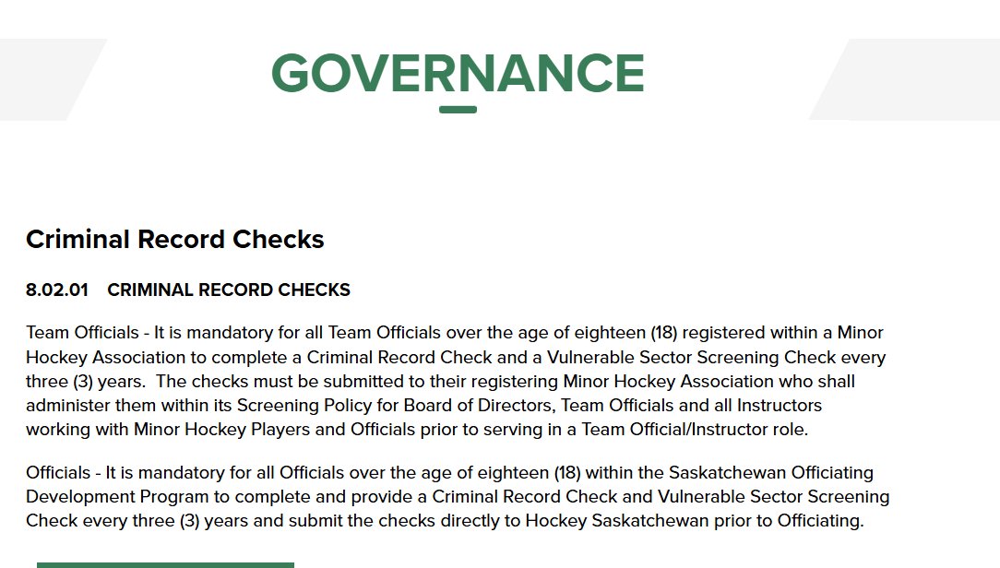 GOVERNANCE
Criminal Record Checks
8.02.01 CRIMINAL RECORD CHECKS
Team Officials - It is mandatory for all Team Officials over the age of eighteen (18) registered within a Minor
Hockey Association to complete a Criminal Record Check and a Vulnerable Sector Screening Check every
three (3) years. The checks must be submitted to their registering Minor Hockey Association who shall
administer them within its Screening Policy for Board of Directors, Team Officials and all Instructors
working with Minor Hockey Players and Officials prior to serving in a Team Official/Instructor role.
Officials - It is mandatory for all Officials over the age of eighteen (18) within the Saskatchewan Officiating
Development Program to complete and provide a Criminal Record Check and Vulnerable Sector Screening
Check every three (3) years and submit the checks directly to Hockey Saskatchewan prior to Officiating.